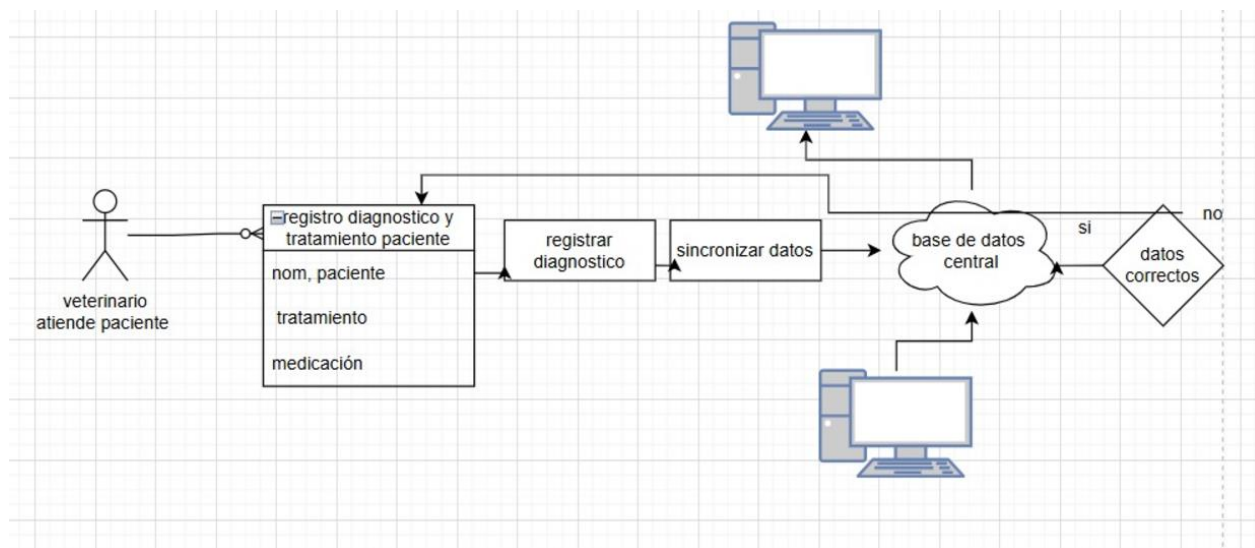 veterinario
atiende paciente
registro diagnostico y
tratamiento paciente
nom, paciente
tratamiento
medicación
registrar
diagnostico
sincronizar datos
base de datos
central
si
no
datos
correctos